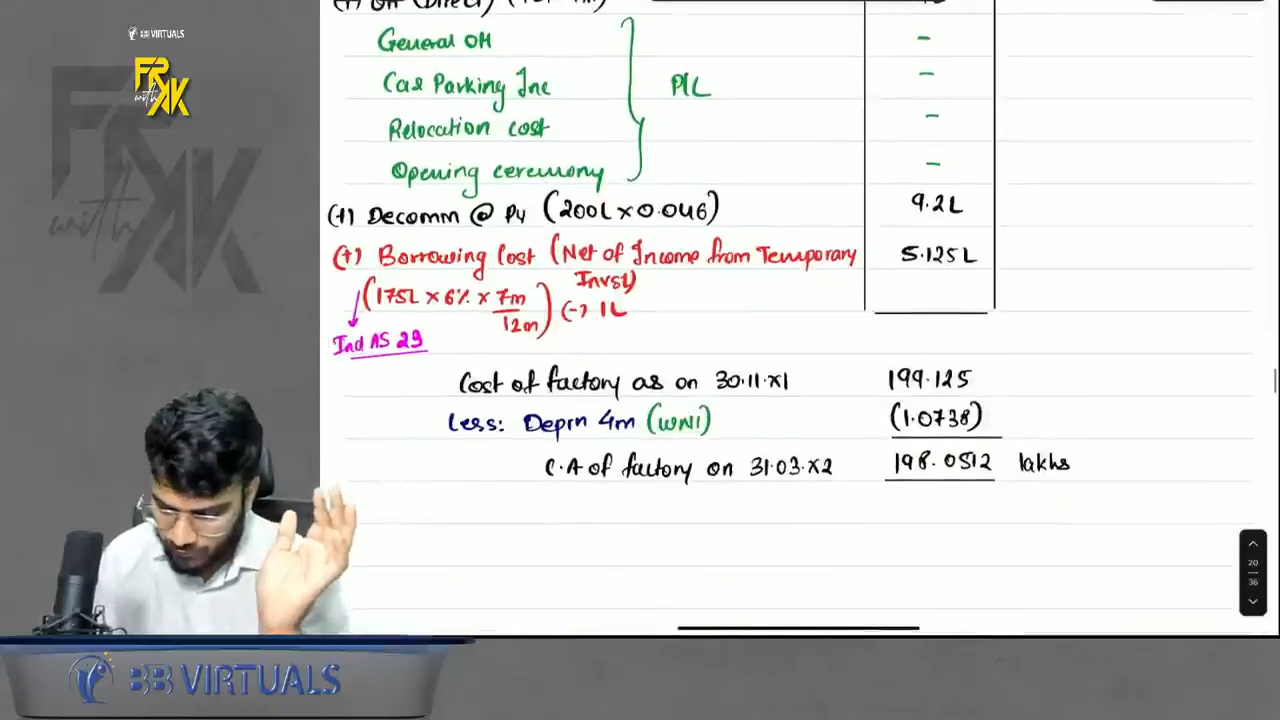 BB VIRTUALS
FR
with
KK
General OH -
Car Parking Inc - P/L
Relocation cost -
Opening ceremony -
(+) Decomm @ PV (200L x 0.046) 9.2L
(+) Borrowing Cost (Net of Income from Temporary 5.125L
Invst)
(175L x 6% x 7m/12m) (-) 1L
Ind AS 23
Cost of factory as on 30.11.X1 199.125
Less: Deprn 4m (WN1) (1.0738)
C.A of factory on 31.03.X2 198.0512 lakhs
20
36
BB VIRTUALS